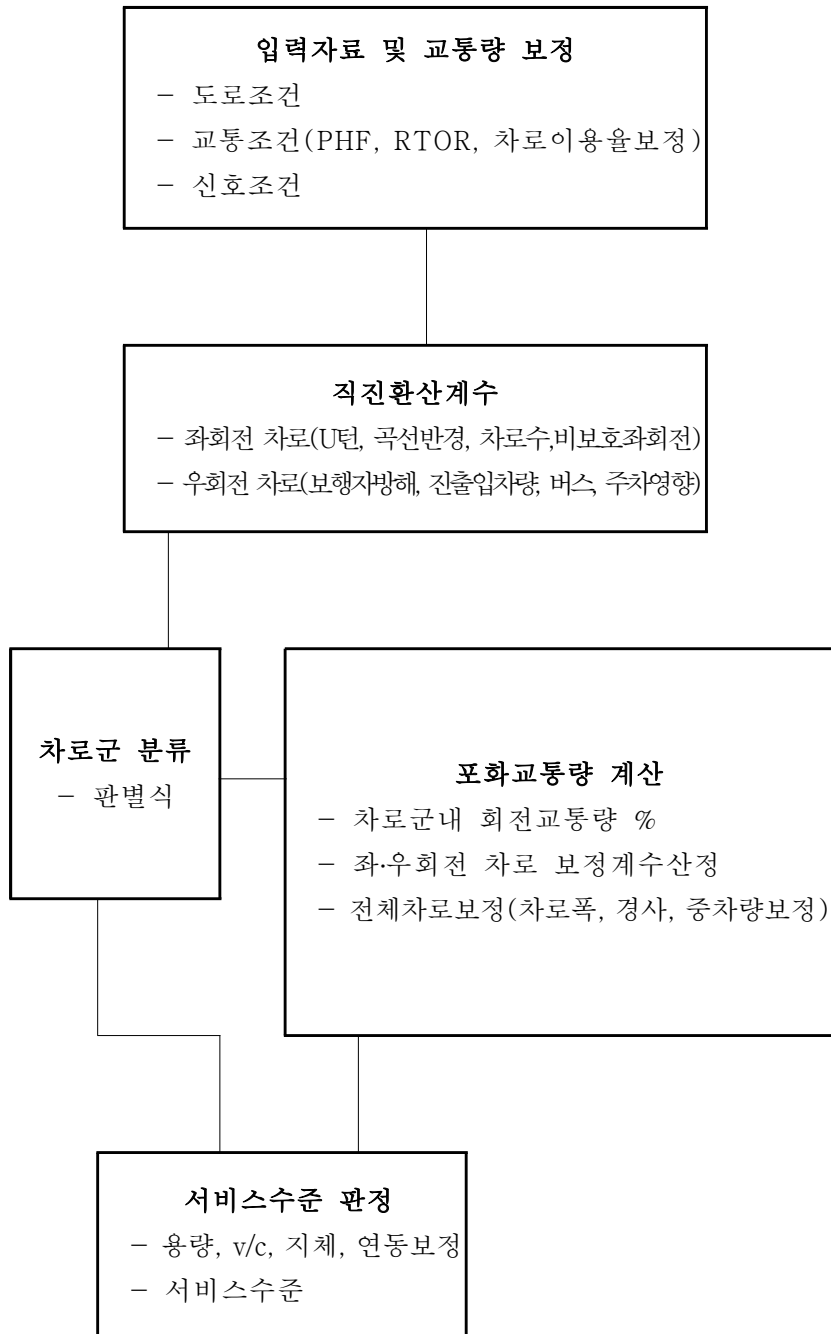 입력자료 및 교통량 보정
- 도로조건
- 교통조건(PHF, RTOR, 차로이용율보정)
- 신호조건
직진환산계수
- 좌회전 차로(U턴, 곡선반경, 차로수,비보호좌회전)
- 우회전 차로(보행자방해, 진출입차량, 버스, 주차영향)
차로군 분류
- 판별식
포화교통량 계산
- 차로군내 회전교통량 %
- 좌·우회전 차로 보정계수산정
- 전체차로보정(차로폭, 경사, 중차량보정)
서비스수준 판정
- 용량, v/c, 지체, 연동보정
- 서비스수준